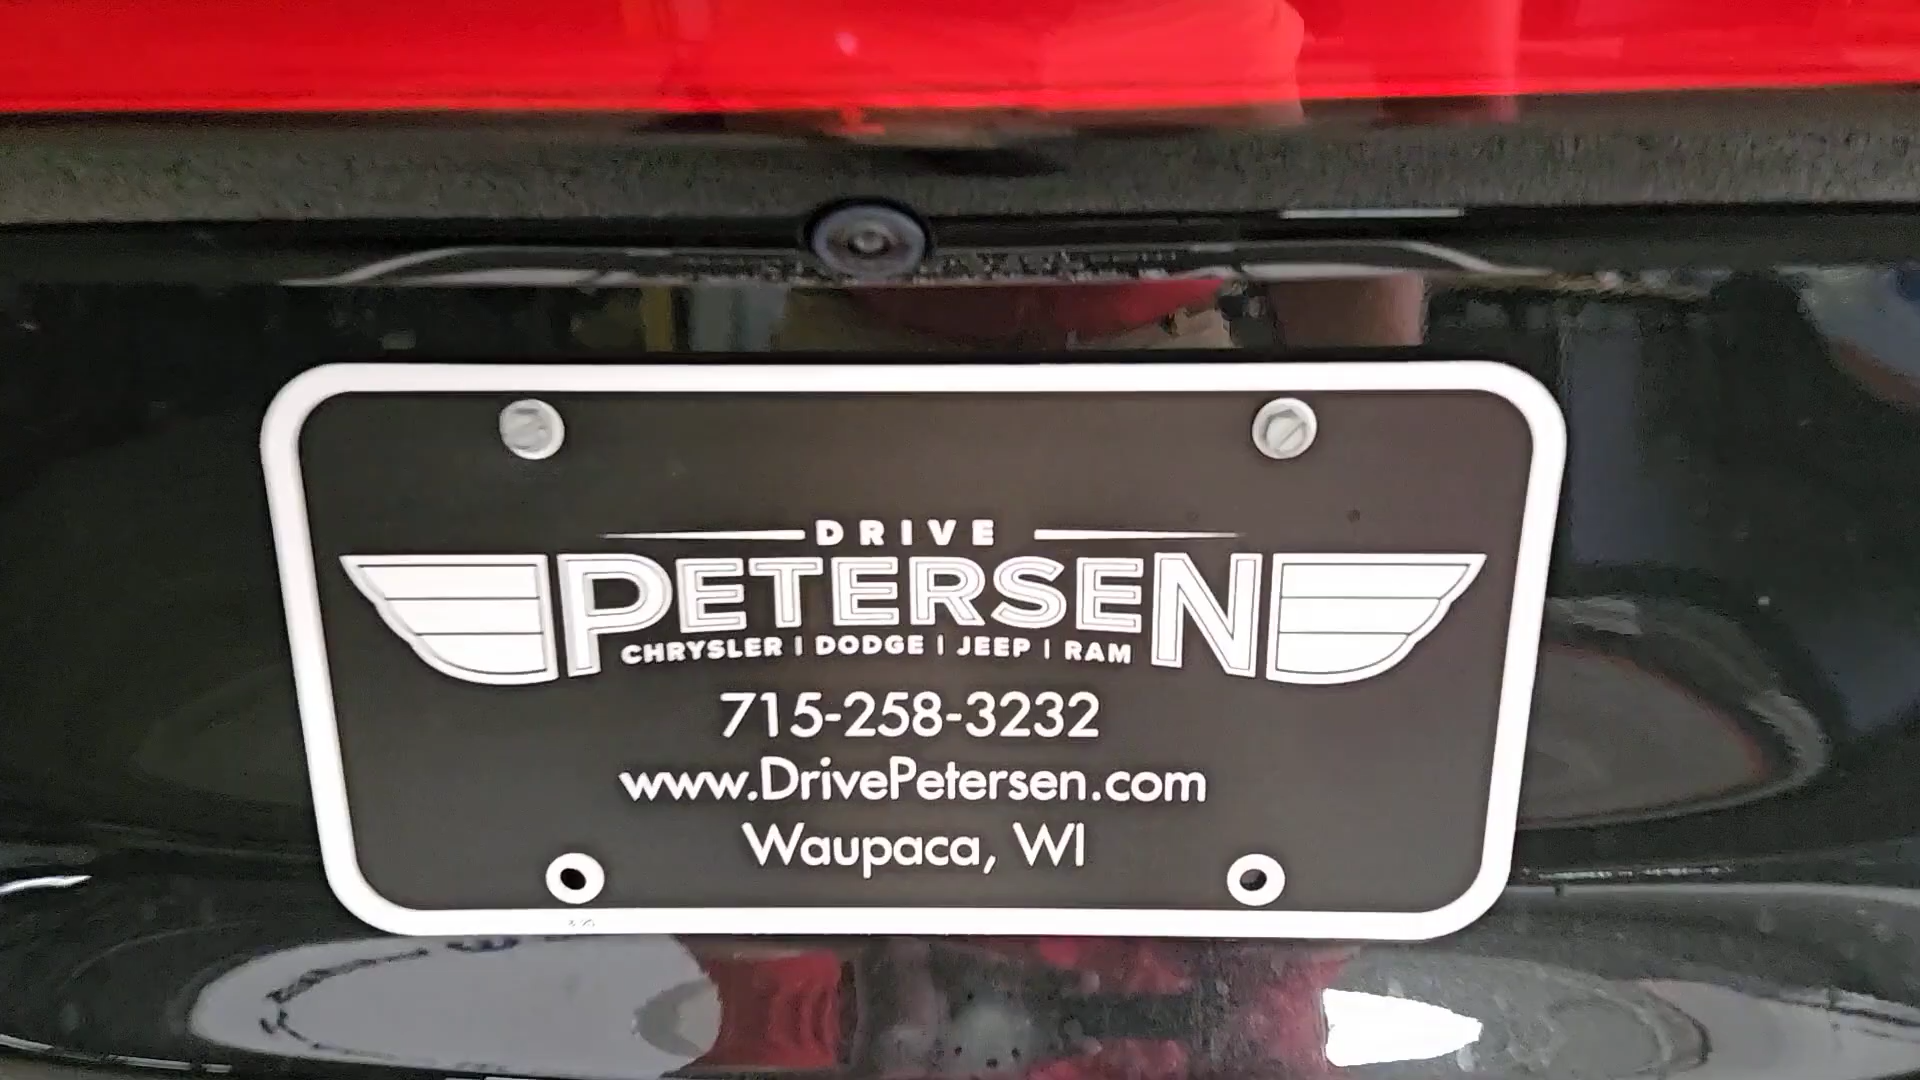 DRIVE
PETERSEN
CHRYSLER | DODGE | JEEP | RAM
715-258-3232
www.DrivePetersen.com
Waupaca, WI